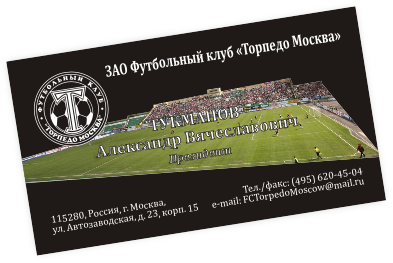 ЗАО Футбольный клуб «Торпедо Москва»
ФУТБОЛЬНЫЙ КЛУБ
Т
"ТОРПЕДО МОСКВА"
ТУКМАНОВ
Александр Вячеславович
Президент
115280, Россия, г. Москва,
ул. Автозаводская, д. 23, корп. 15
Тел./факс: (495) 620-45-04
e-mail: FCTorpedoMoscow@mail.ru